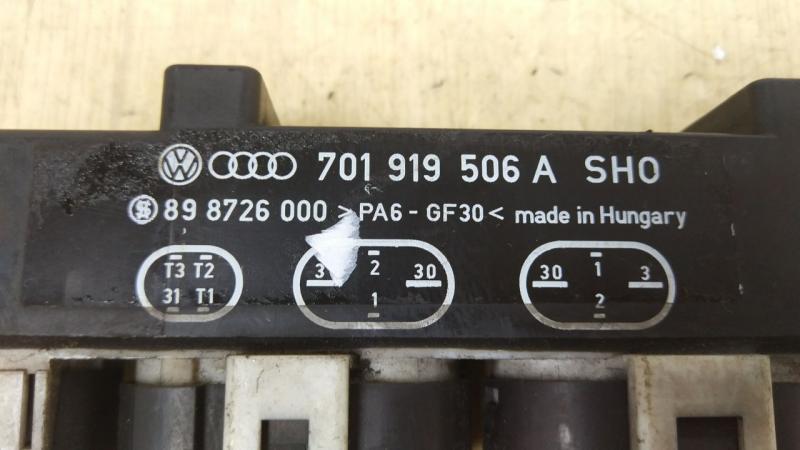 701 919 506 A SHO
89 8726 000 >PA6-GF30< made in Hungary
T3 T2
31 T1
3 2 30
1
30 1 3
2